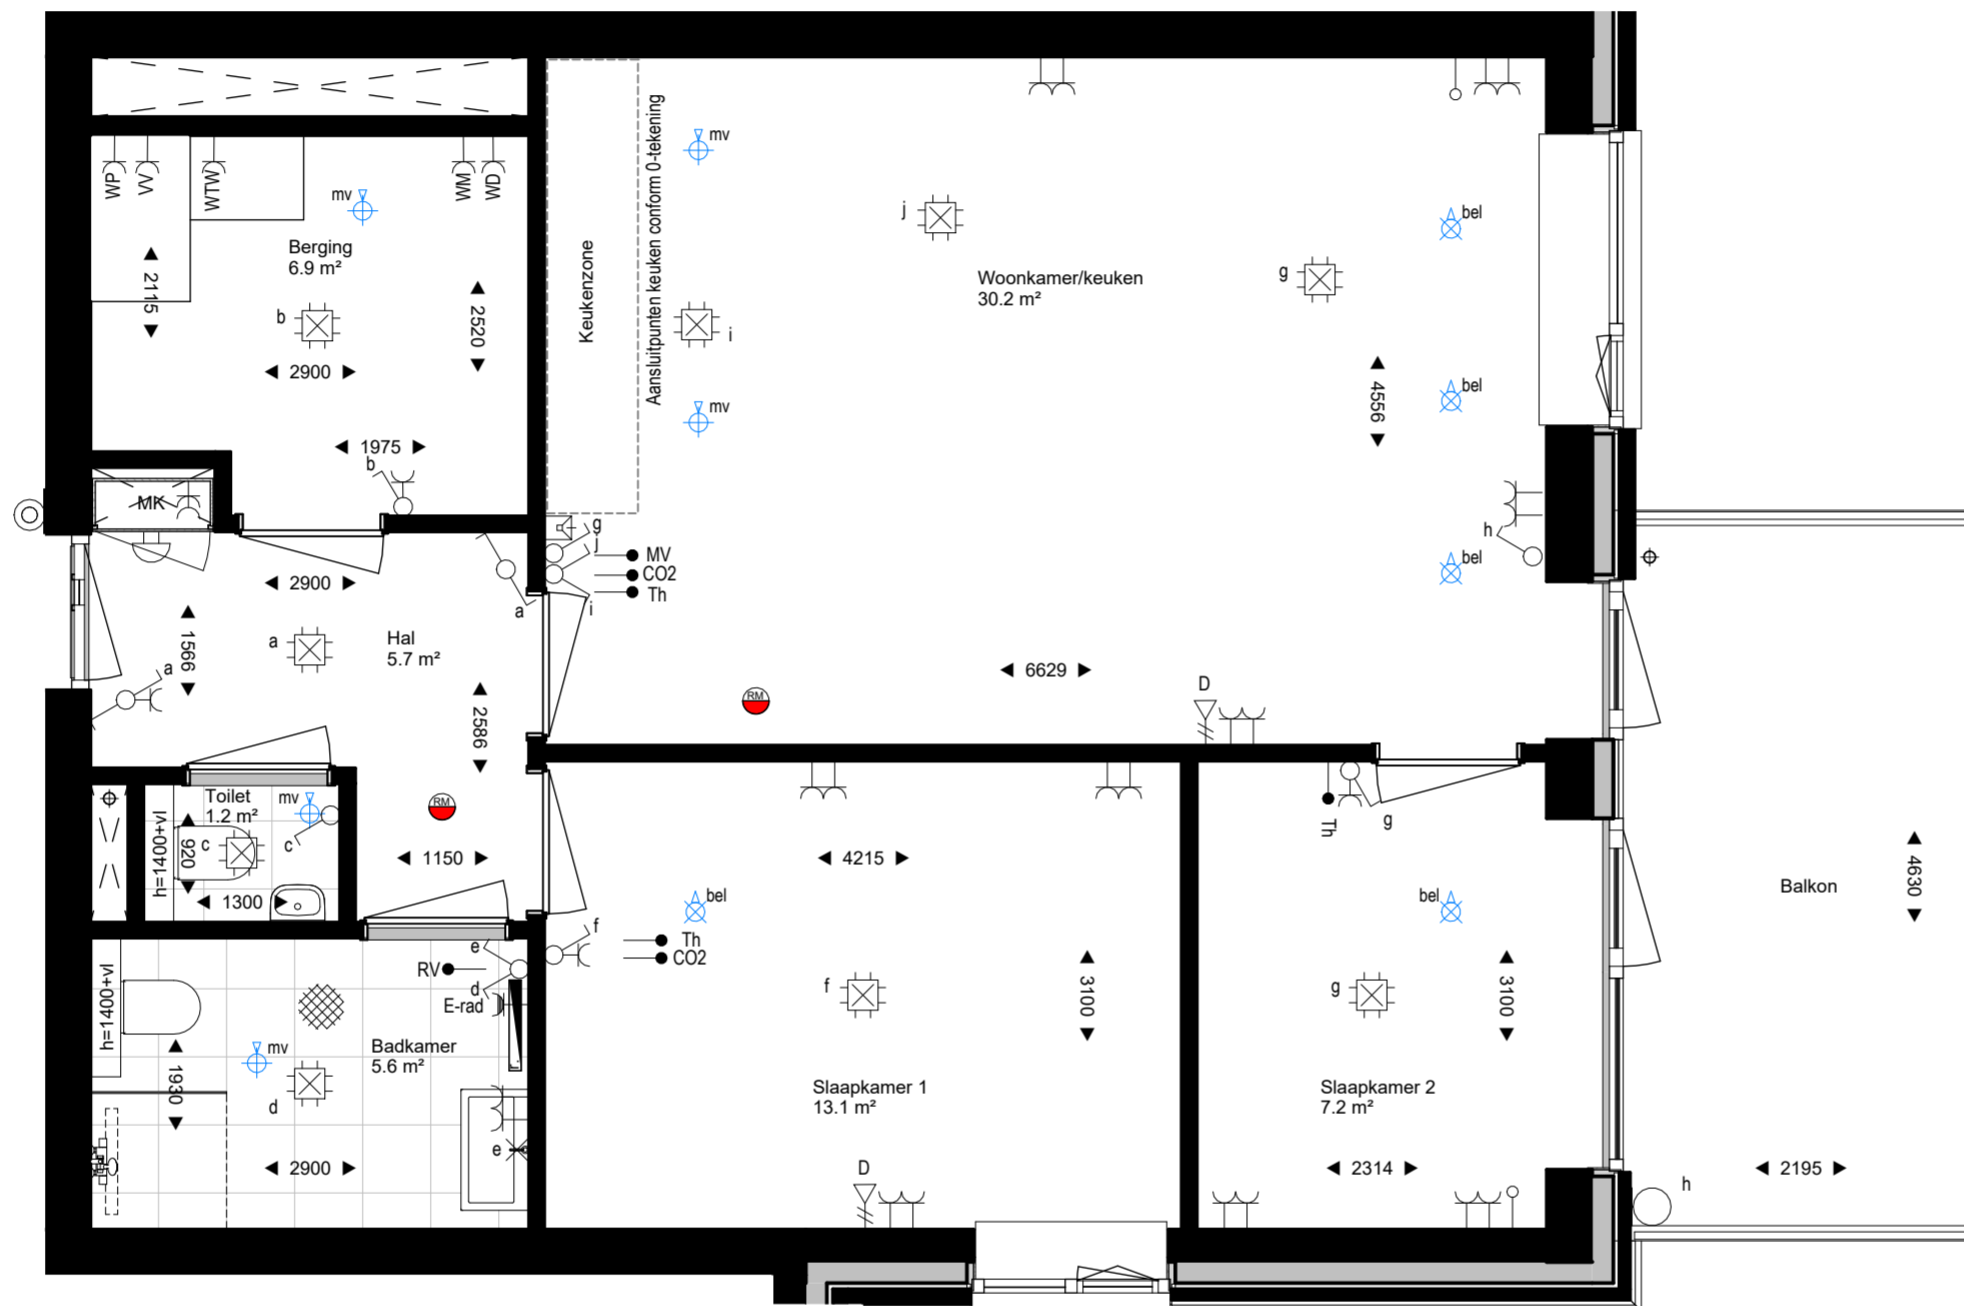 WP
VV
WTW
WM
WD
mv
Berging
6.9 m²
2115
2520
b
2900
1975
b
MK
Keukenzone
Aansluitpunten keuken conform 0-tekening
mv
i
mv
j
Woonkamer/keuken
30.2 m²
g
bel
bel
bel
4556
h
6629
D
RM
g
j
i
MV
CO2
Th
2900
a
1566
a
Hal
5.7 m²
a
a
2586
RM
1150
Toilet
1.2 m²
mv
c
c
920
1300
h=1400+vl
h=1400+vl
e
RV
d
E-rad
mv
Badkamer
5.6 m²
d
1930
2900
e
f
Th
CO2
bel
4215
f
3100
Slaapkamer 1
13.1 m²
D
Th
g
bel
g
3100
Slaapkamer 2
7.2 m²
2314
Balkon
4630
2195
h